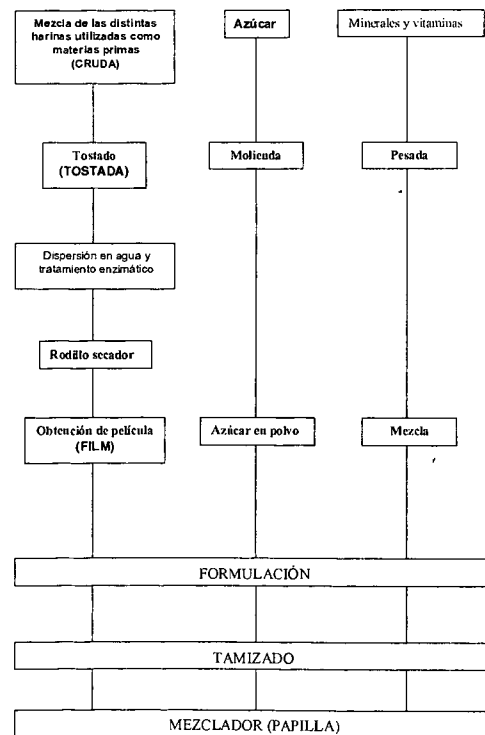 Mezcla de las distintas
harinas utilizadas como
materias primas
(CRUDA)
Azúcar
Minerales y vitaminas
Tostado
(TOSTADA)
Molienda
Pesada
Dispersión en agua y
tratamiento enzimático
Rodillo secador
Obtención de película
(FILM)
Azúcar en polvo
Mezcla
FORMULACIÓN
TAMIZADO
MEZCLADOR (PAPILLA)